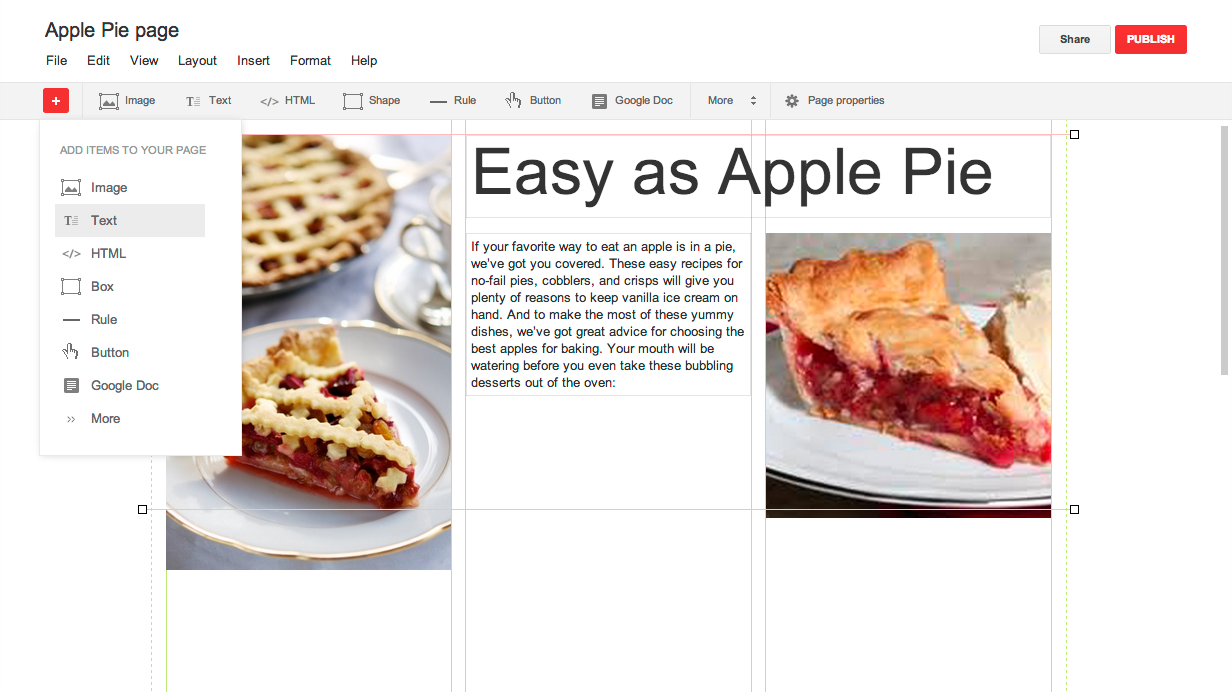 Apple Pie page
File Edit View Layout Insert Format Help
Share PUBLISH
+ Image Text </> HTML Shape Rule Button Google Doc More Page properties
ADD ITEMS TO YOUR PAGE
Image
Text
</> HTML
Box
Rule
Button
Google Doc
>> More
Easy as Apple Pie
If your favorite way to eat an apple is in a pie,
we've got you covered. These easy recipes for
no-fail pies, cobblers, and crisps will give you
plenty of reasons to keep vanilla ice cream on
hand. And to make the most of these yummy
dishes, we've got great advice for choosing the
best apples for baking. Your mouth will be
watering before you even take these bubbling
desserts out of the oven: